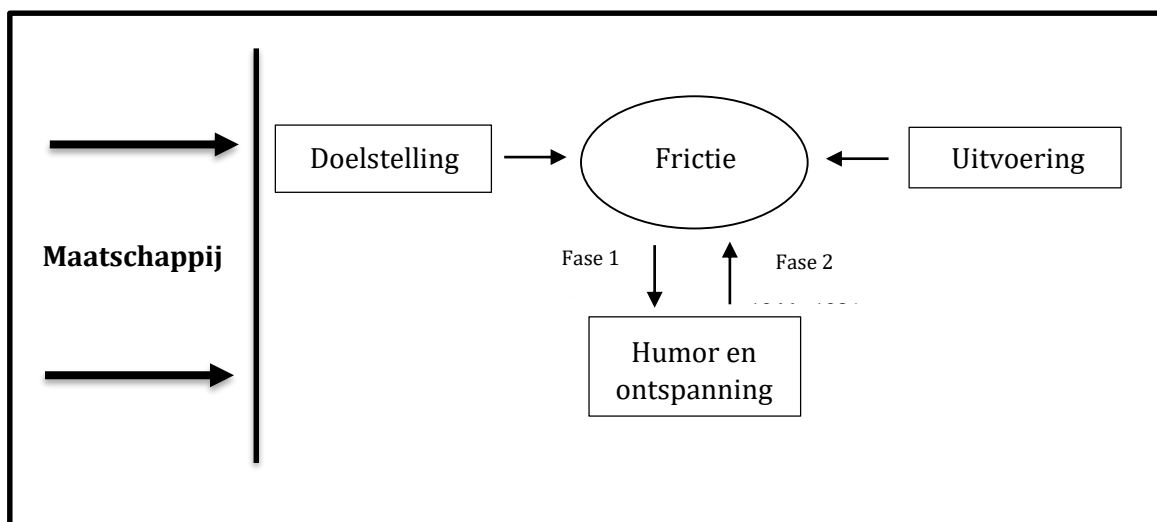 Doelstelling
Frictie
Uitvoering
Maatschappij
Fase 1
Fase 2
Humor en
ontspanning